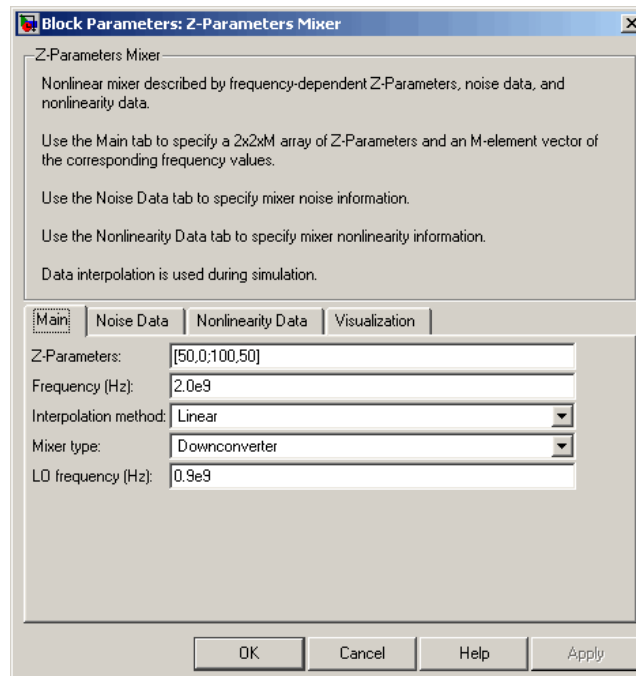 Block Parameters: Z-Parameters Mixer
Z-Parameters Mixer
Nonlinear mixer described by frequency-dependent Z-Parameters, noise data, and
nonlinearity data.
Use the Main tab to specify a 2x2xM array of Z-Parameters and an M-element vector of
the corresponding frequency values.
Use the Noise Data tab to specify mixer noise information.
Use the Nonlinearity Data tab to specify mixer nonlinearity information.
Data interpolation is used during simulation.
Main Noise Data Nonlinearity Data Visualization
Z-Parameters: [50,0;100,50]
Frequency (Hz): 2.0e9
Interpolation method: Linear
Mixer type: Downconverter
LO frequency (Hz): 0.9e9
OK Cancel Help Apply